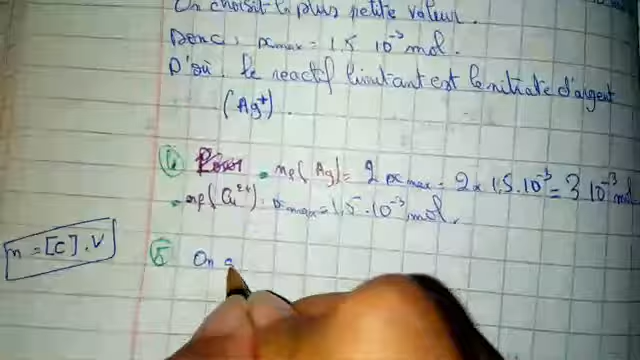 On choisit la plus petite valeur.
Donc, xmax = 1,5 10⁻³ mol.
D'où, le reactif limitant est le nitrate d'argent
(Ag⁺).
4 nf(Ag) = 2 xmax = 2 x 1,5.10⁻³ = 3 10⁻³ mol
nf(Cu²⁺) = xmax = 1,5.10⁻³ mol.
n = [C].V
5 On a